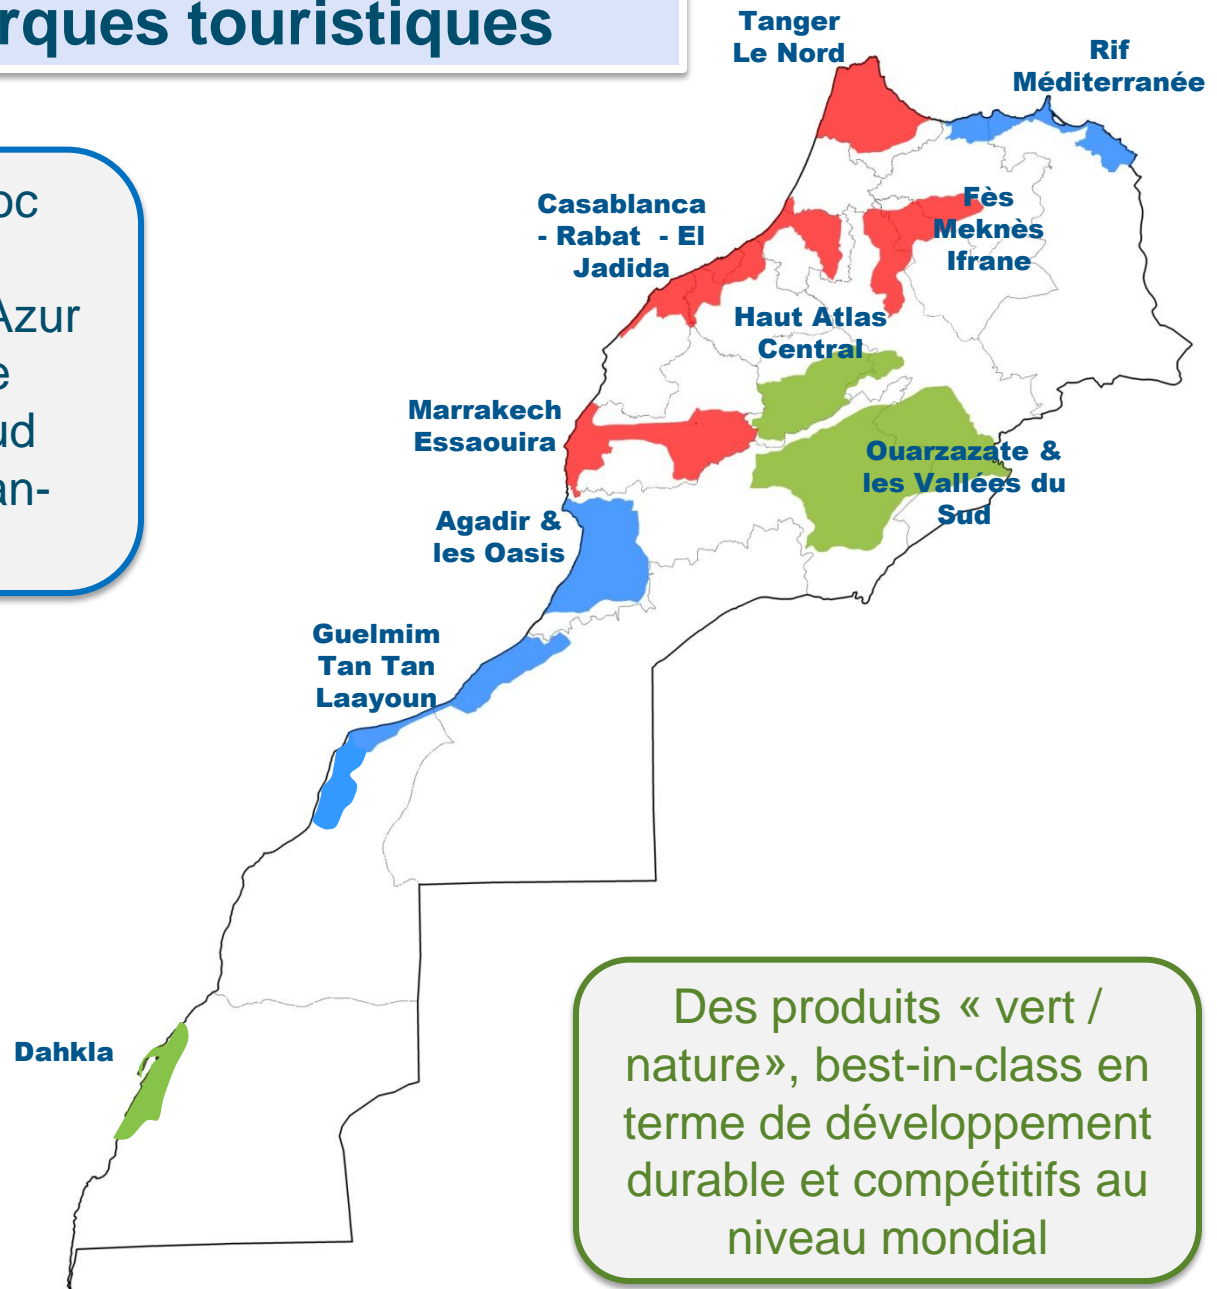 rques touristiques
oc
Azur
e
ud
an-
Tanger
Le Nord
Rif
Méditerranée
Casablanca
- Rabat - El
Jadida
Fès
Meknès
Ifrane
Haut Atlas
Central
Marrakech
Essaouira
Ouarzazate &
les Vallées du
Sud
Agadir &
les Oasis
Guelmim
Tan Tan
Laayoun
Dahkla
Des produits « vert /
nature», best-in-class en
terme de développement
durable et compétitifs au
niveau mondial